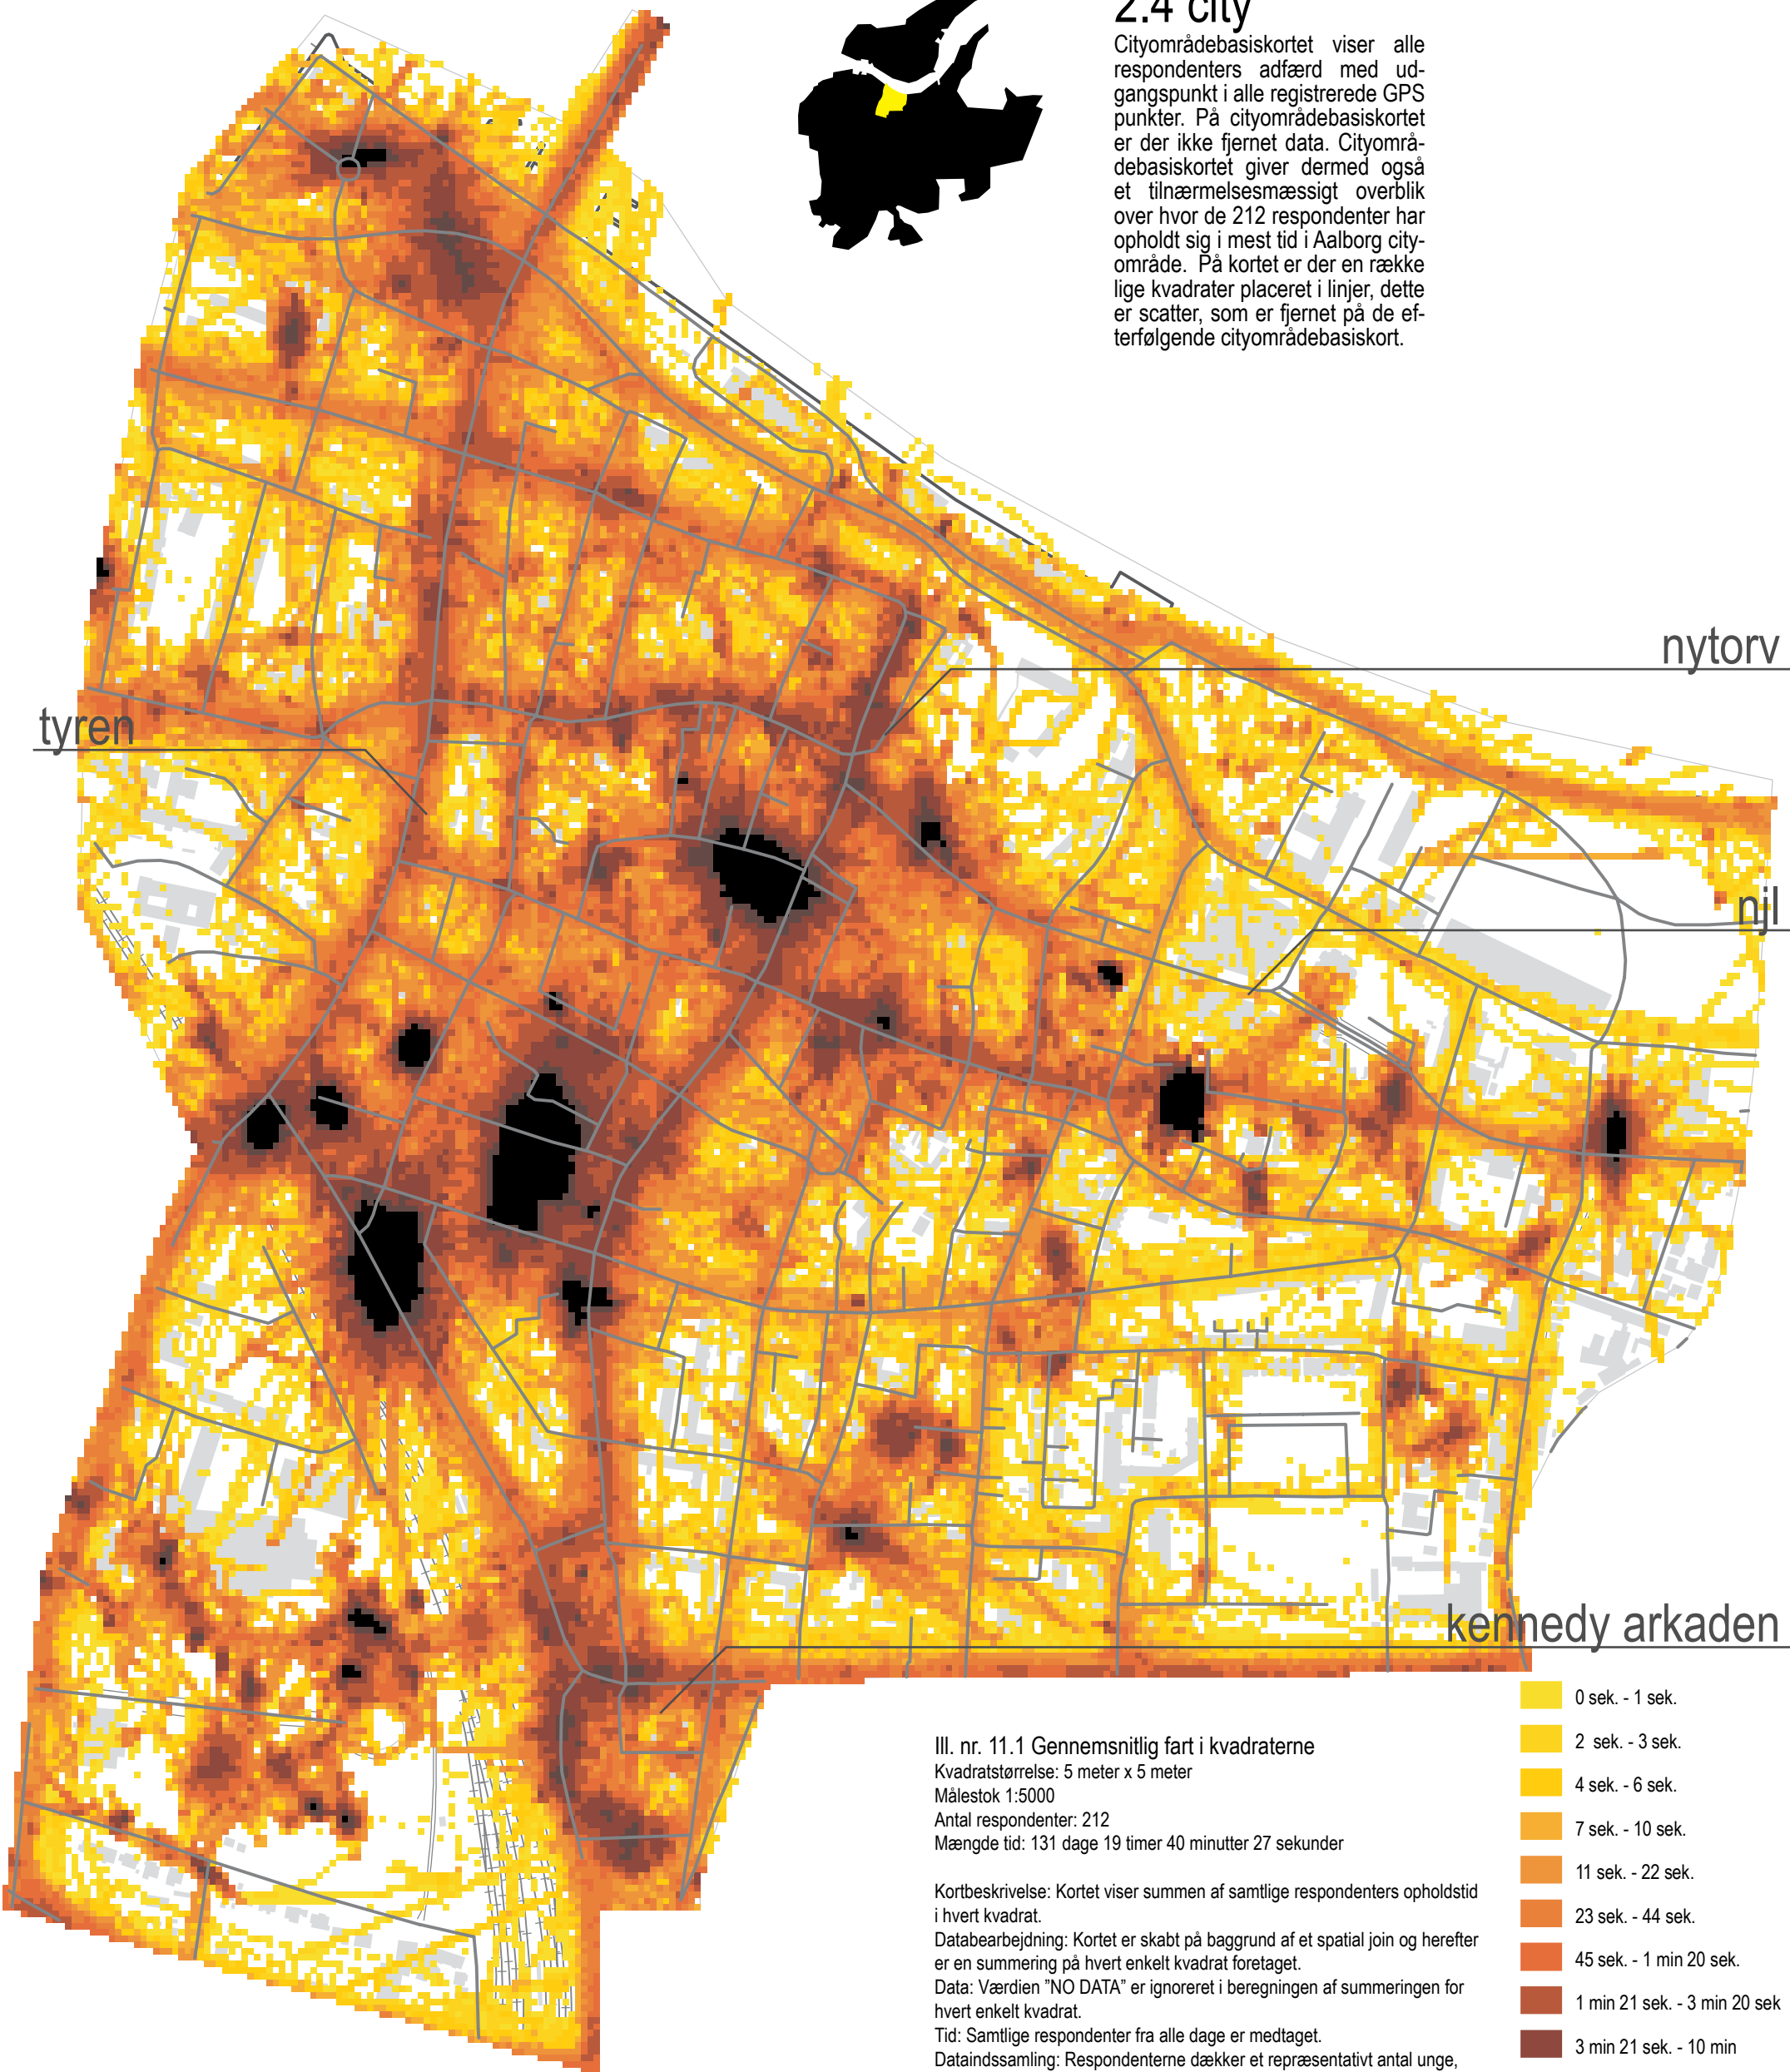 2.4 city
Cityområdebasiskortet viser alle
respondenters adfærd med ud-
gangspunkt i alle registrerede GPS
punkter. På cityområdebasiskortet
er der ikke fjernet data. Cityområ-
debasiskortet giver dermed også
et tilnærmelsesmæssigt overblik
over hvor de 212 respondenter har
opholdt sig i mest tid i Aalborg city-
område. På kortet er der en række
lige kvadrater placeret i linjer, dette
er scatter, som er fjernet på de ef-
terfølgende cityområdebasiskort.
nytorv
tyren
njl
kennedy arkaden
Ill. nr. 11.1 Gennemsnitlig fart i kvadraterne
Kvadratstørrelse: 5 meter x 5 meter
Målestok 1:5000
Antal respondenter: 212
Mængde tid: 131 dage 19 timer 40 minutter 27 sekunder
Kortbeskrivelse: Kortet viser summen af samtlige respondenters opholdstid
i hvert kvadrat.
Databearbejdning: Kortet er skabt på baggrund af et spatial join og herefter
er en summering på hvert enkelt kvadrat foretaget.
Data: Værdien ”NO DATA” er ignoreret i beregningen af summeringen for
hvert enkelt kvadrat.
Tid: Samtlige respondenter fra alle dage er medtaget.
Dataindssamling: Respondenterne dækker et repræsentativt antal unge,
0 sek. - 1 sek.
2 sek. - 3 sek.
4 sek. - 6 sek.
7 sek. - 10 sek.
11 sek. - 22 sek.
23 sek. - 44 sek.
45 sek. - 1 min 20 sek.
1 min 21 sek. - 3 min 20 sek
3 min 21 sek. - 10 min